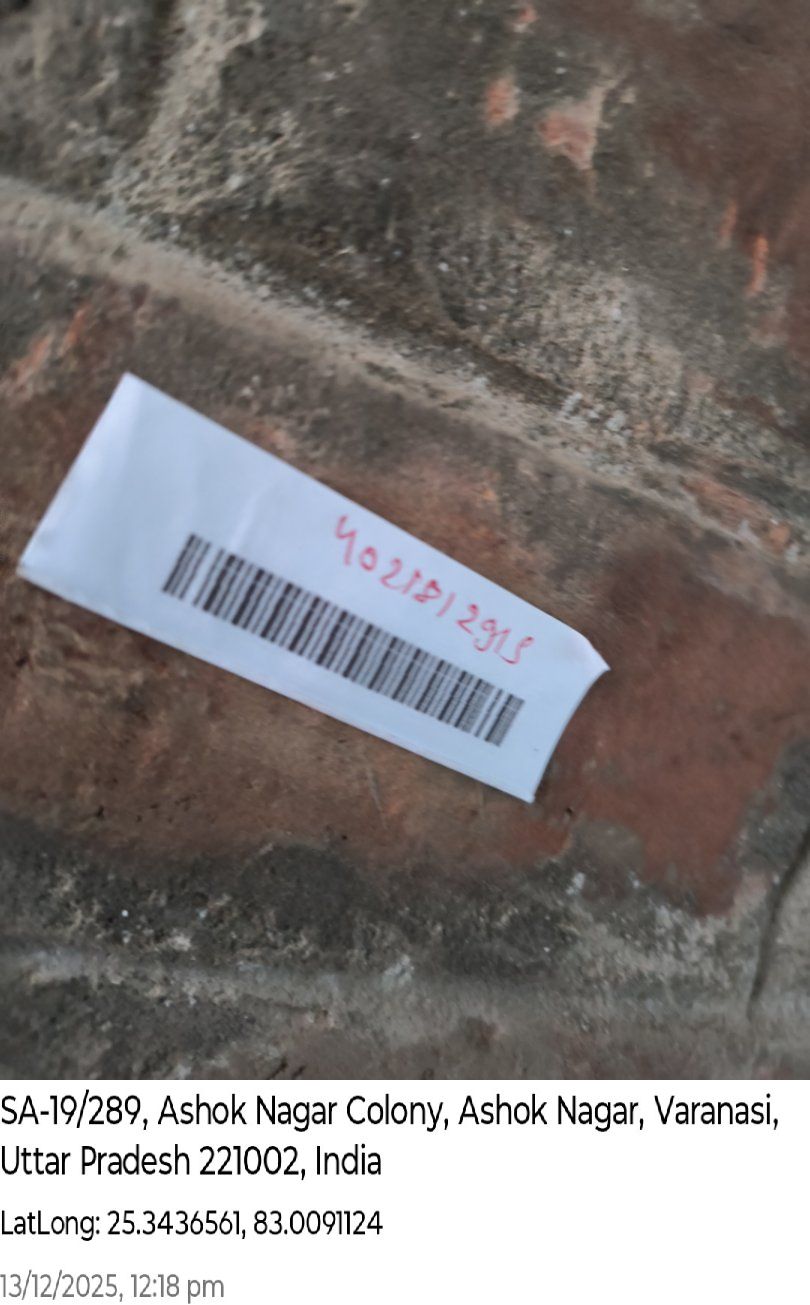 4021812915
SA-19/289, Ashok Nagar Colony, Ashok Nagar, Varanasi,
Uttar Pradesh 221002, India
LatLong: 25.3436561, 83.0091124
13/12/2025, 12:18 pm